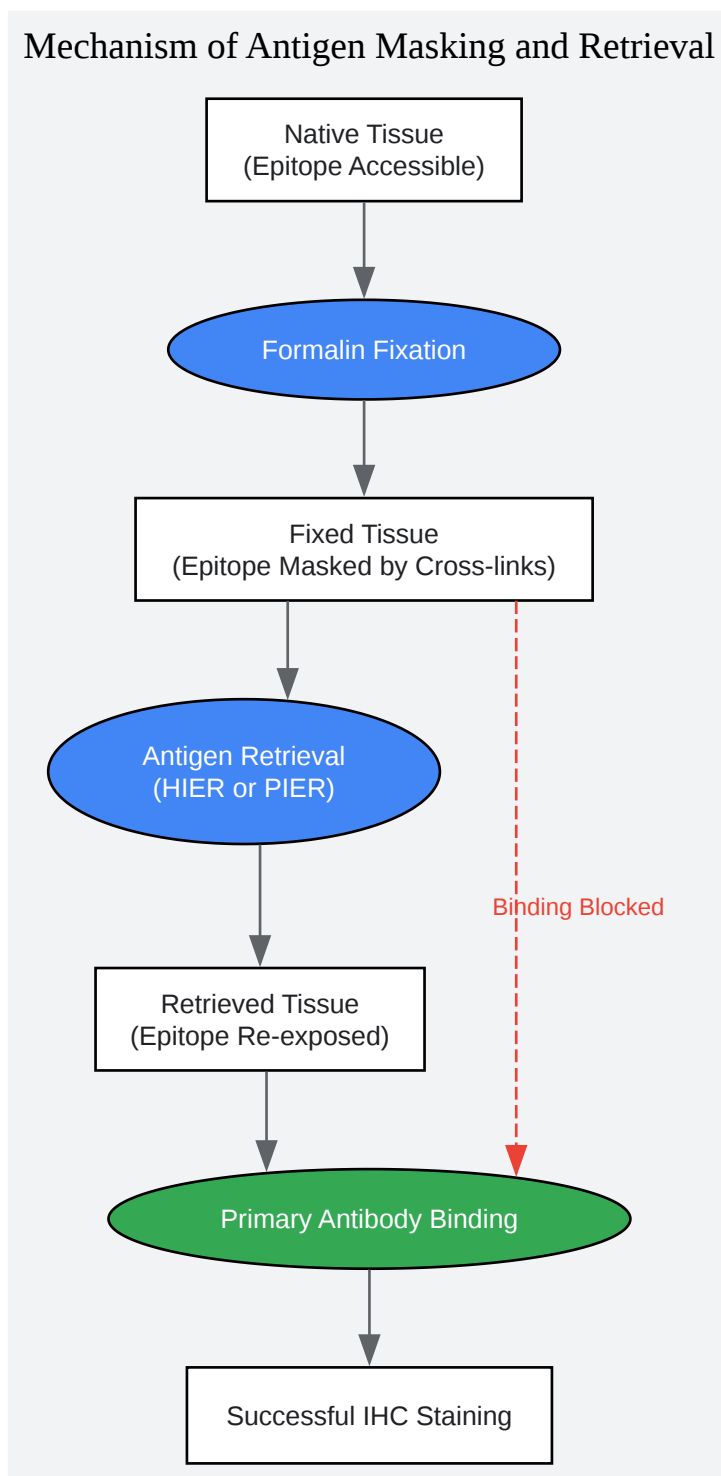 Mechanism of Antigen Masking and Retrieval
Native Tissue
(Epitope Accessible)
Formalin Fixation
Fixed Tissue
(Epitope Masked by Cross-links)
Antigen Retrieval
(HIER or PIER)
Binding Blocked
Retrieved Tissue
(Epitope Re-exposed)
Primary Antibody Binding
Successful IHC Staining